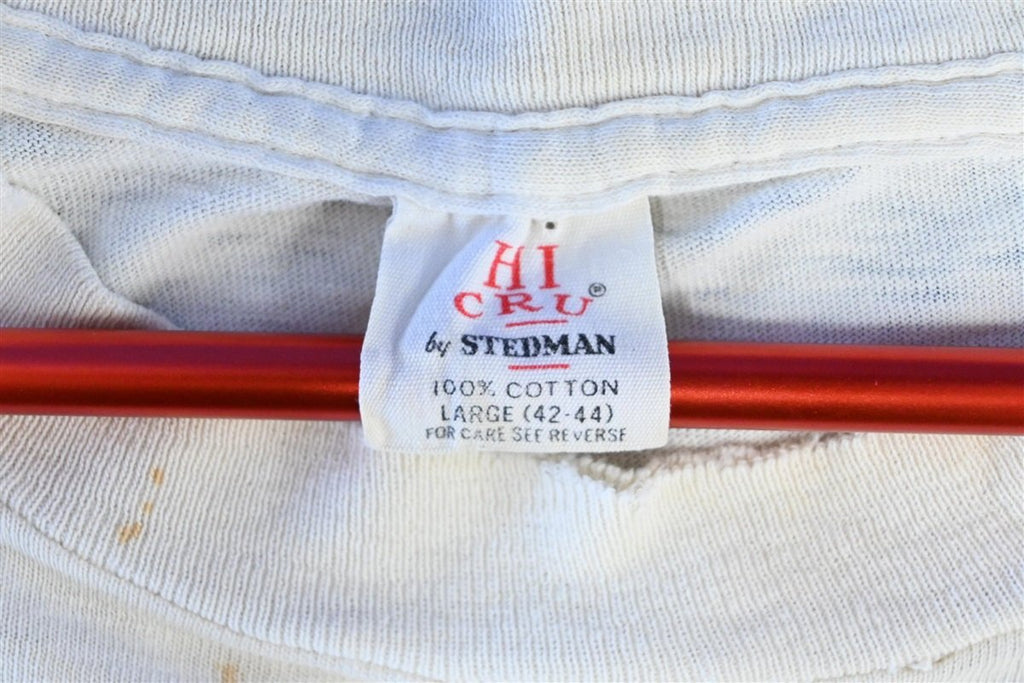 HI
CRU®
by STEDMAN
100% COTTON
LARGE (42-44)
FOR CARE SEE REVERSE